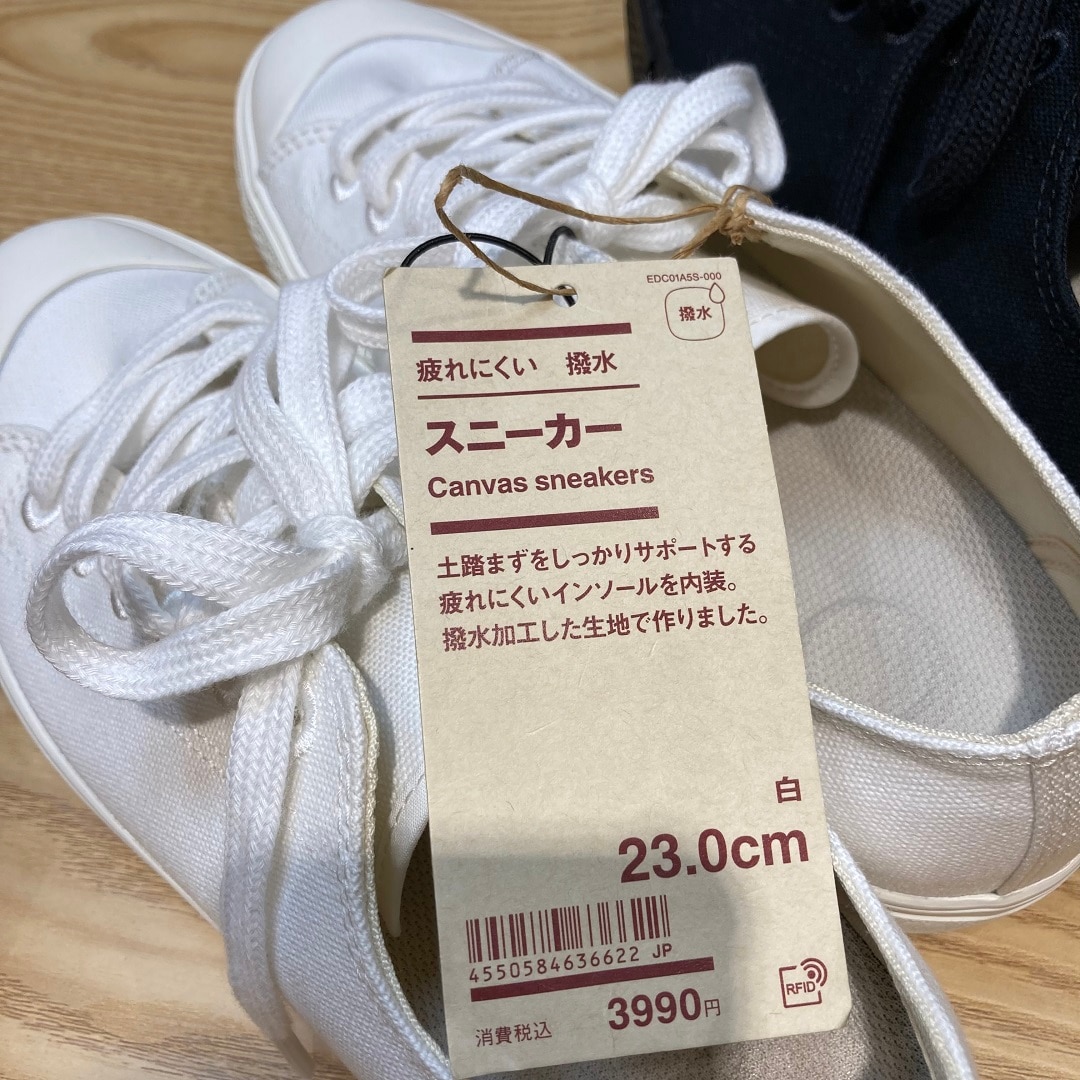 EDC01A5S-000
撥水
疲れにくい 撥水
スニーカー
Canvas sneakers
土踏まずをしっかりサポートする
疲れにくいインソールを内装。
撥水加工した生地で作りました。
白
23.0cm
4550584636622 JP
RFID
消費税込 3990円